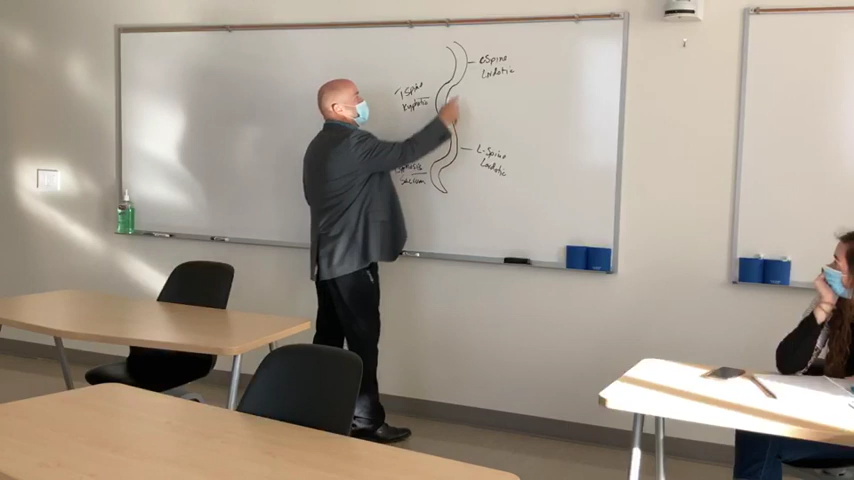 C-Spine
Lordotic
T Spine
Kyphotic
L-Spine
Lordotic
Sacrum